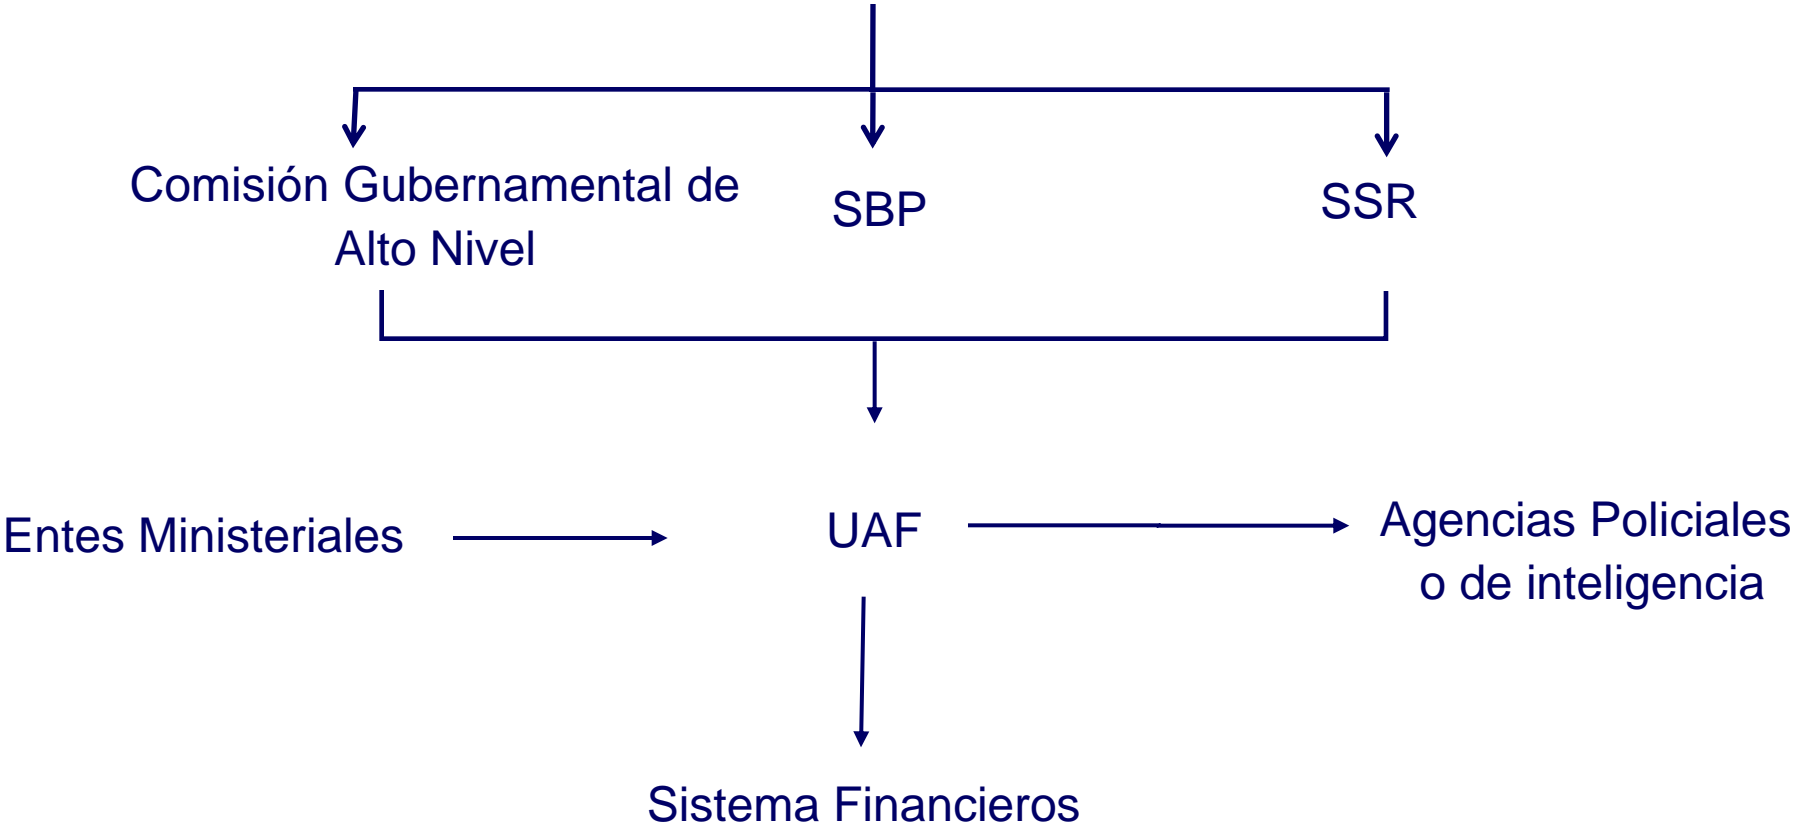 Comisión Gubernamental de
Alto Nivel
SBP
SSR
Entes Ministeriales
UAF
Agencias Policiales
o de inteligencia
Sistema Financieros